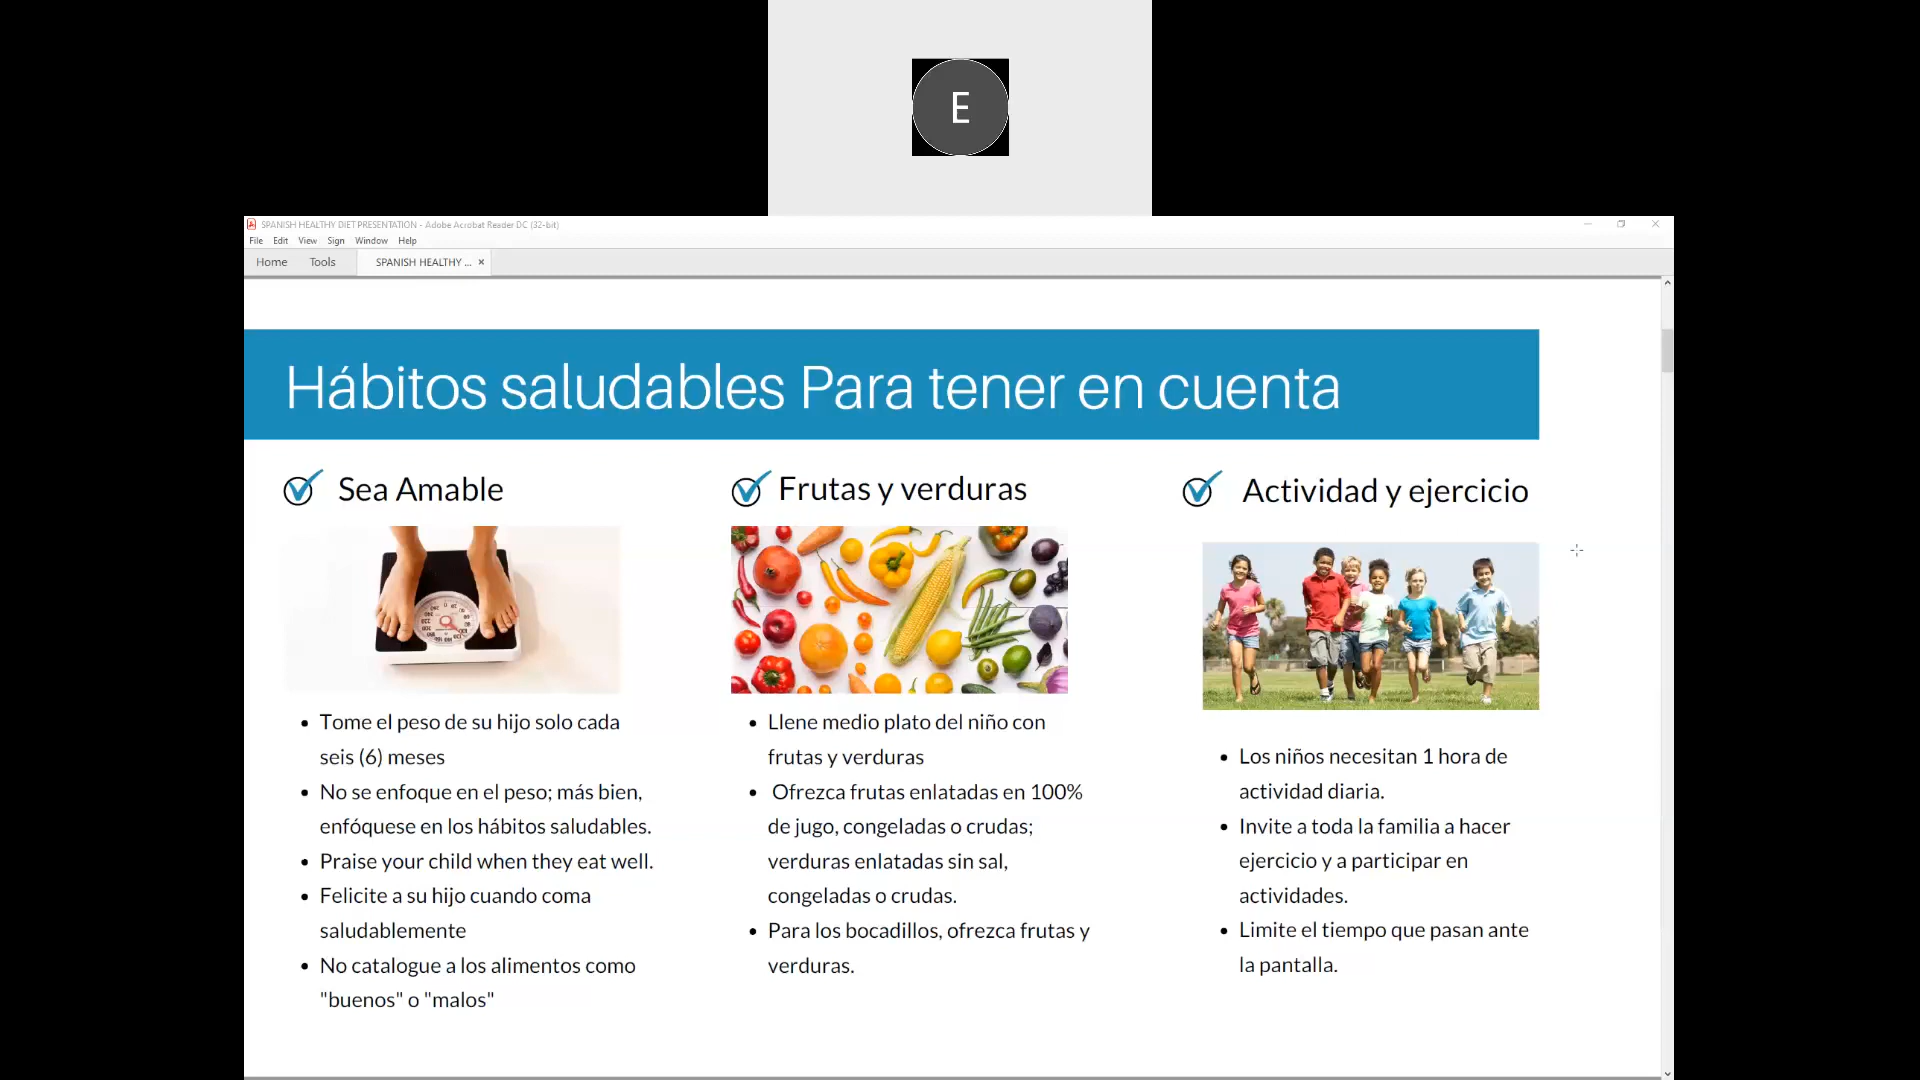 E
SPANISH HEALTHY DIET PRESENTATION - Adobe Acrobat Reader DC (32-bit)
File Edit View Sign Window Help
Home Tools SPANISH HEALTHY ... ×
Hábitos saludables Para tener en cuenta
Sea Amable
Tome el peso de su hijo solo cada
seis (6) meses
No se enfoque en el peso; más bien,
enfóquese en los hábitos saludables.
Praise your child when they eat well.
Felicite a su hijo cuando coma
saludablemente
No catalogue a los alimentos como
"buenos" o "malos"
Frutas y verduras
Llene medio plato del niño con
frutas y verduras
Ofrezca frutas enlatadas en 100%
de jugo, congeladas o crudas;
verduras enlatadas sin sal,
congeladas o crudas.
Para los bocadillos, ofrezca frutas y
verduras.
Actividad y ejercicio
Los niños necesitan 1 hora de
actividad diaria.
Invite a toda la familia a hacer
ejercicio y a participar en
actividades.
Limite el tiempo que pasan ante
la pantalla.